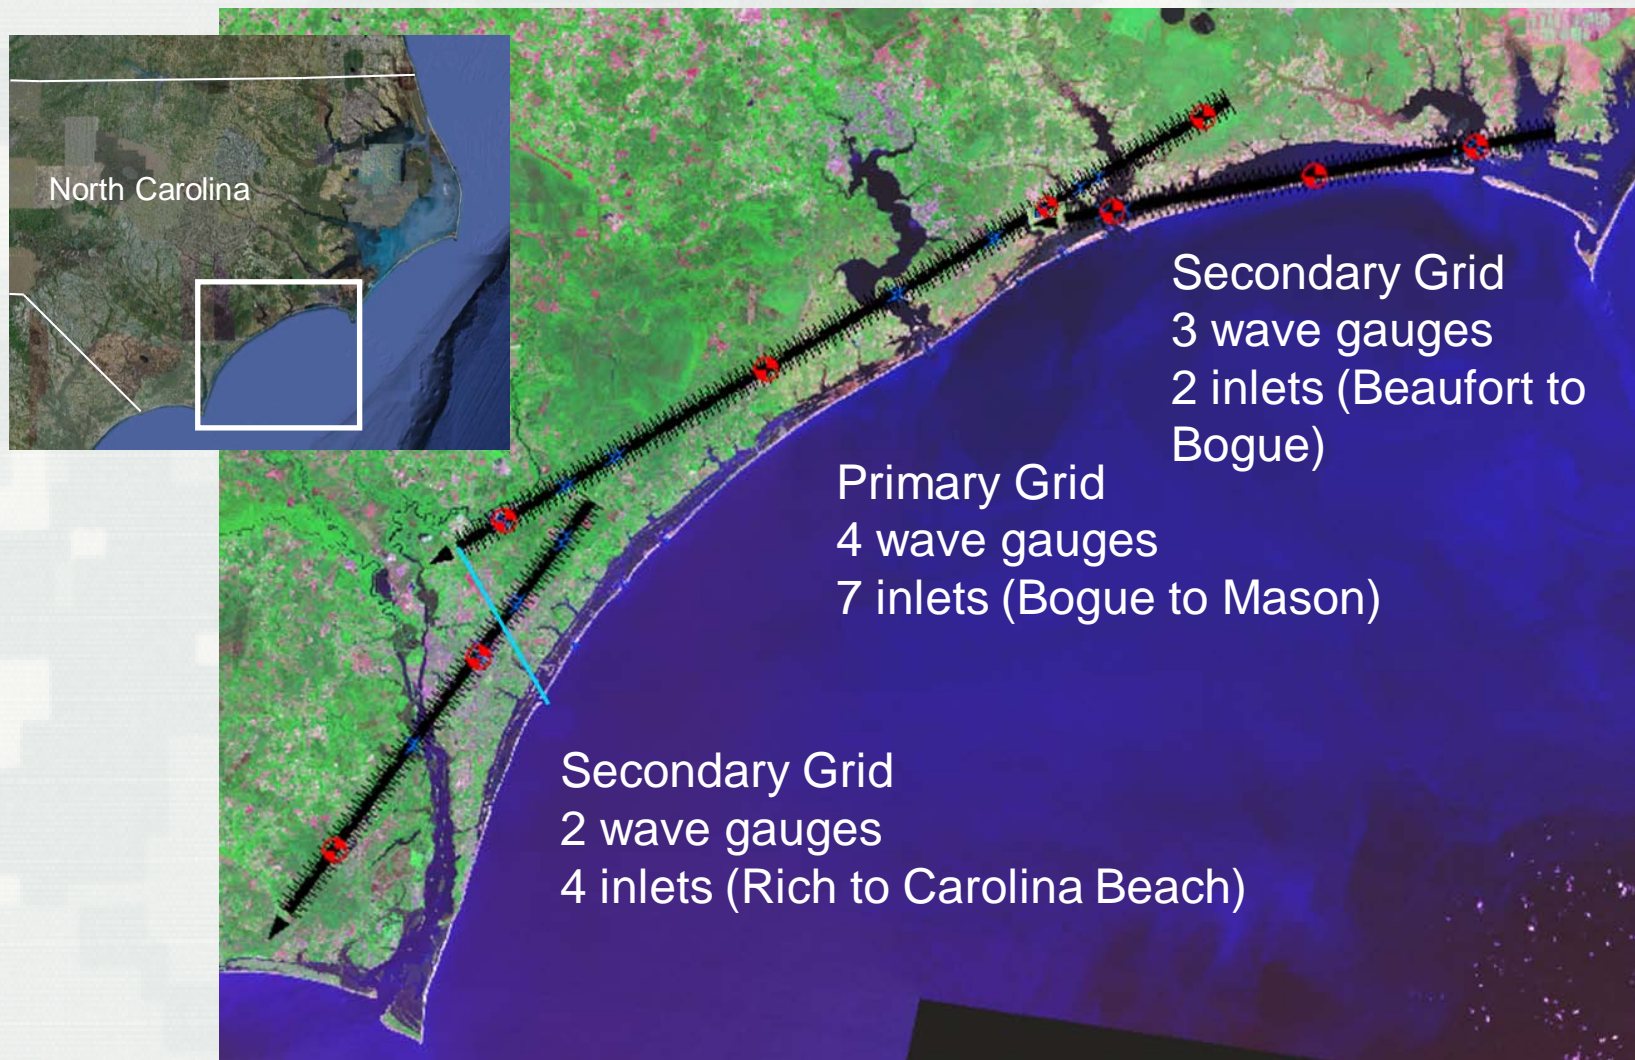 North Carolina
Secondary Grid
3 wave gauges
2 inlets (Beaufort to
Bogue)
Primary Grid
4 wave gauges
7 inlets (Bogue to Mason)
Secondary Grid
2 wave gauges
4 inlets (Rich to Carolina Beach)